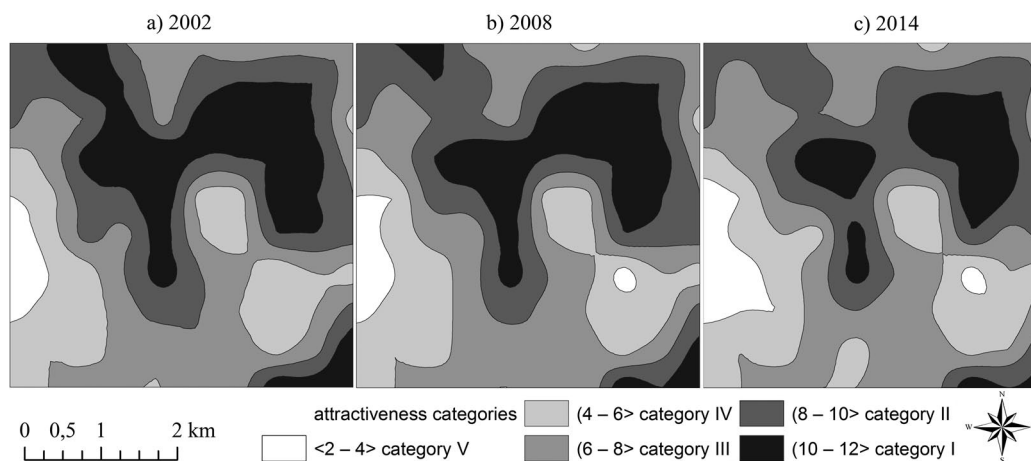 a) 2002 b) 2008 c) 2014
attractiveness categories (4 – 6> category IV (8 – 10> category II
0 0,5 1 2 km <2 – 4> category V (6 – 8> category III (10 – 12> category I
N
W E
S